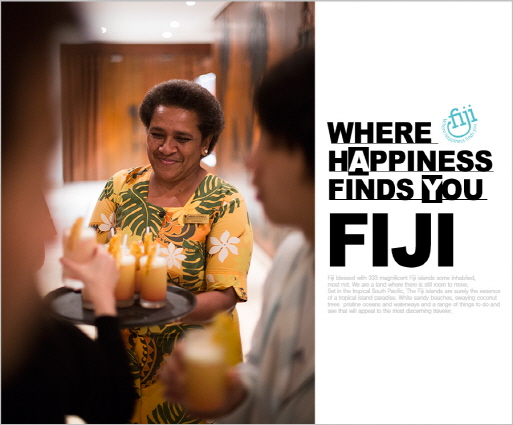 fiji
WHERE
HAPPINESS
FINDS YOU
FIJI
Fiji blessed with 333 magnificent Fiji islands some inhabited,
most not. We are a land where there is still room to move.
Set in the tropical South Pacific, The Fiji islands are surely the essence
of a tropical island paradise. White sandy beaches, swaying coconut
trees, pristine oceans and waterways and a range of things to do and
see that will appeal to the most discerning traveler.